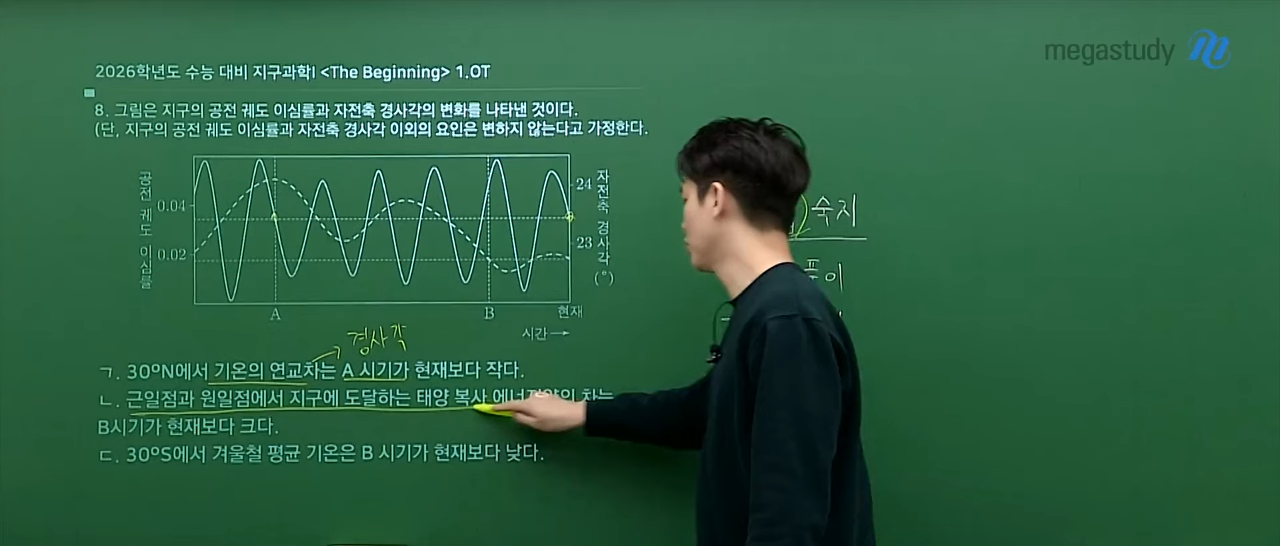 megastudy
2026학년도 수능 대비 지구과학Ⅰ <The Beginning> 1.OT
8. 그림은 지구의 공전 궤도 이심률과 자전축 경사각의 변화를 나타낸 것이다.
(단, 지구의 공전 궤도 이심률과 자전축 경사각 이외의 요인은 변하지 않는다고 가정한다.
공전 궤도 이심률
0.04
0.02
24
23
자전축 경사각(°)
A
B
현재
시간→
경사각
ㄱ. 30°N에서 기온의 연교차는 A 시기가 현재보다 작다.
ㄴ. 근일점과 원일점에서 지구에 도달하는 태양 복사 차는
B시기가 현재보다 크다.
ㄷ. 30°S에서 겨울철 평균 기온은 B 시기가 현재보다 낮다.
숙지
풀이